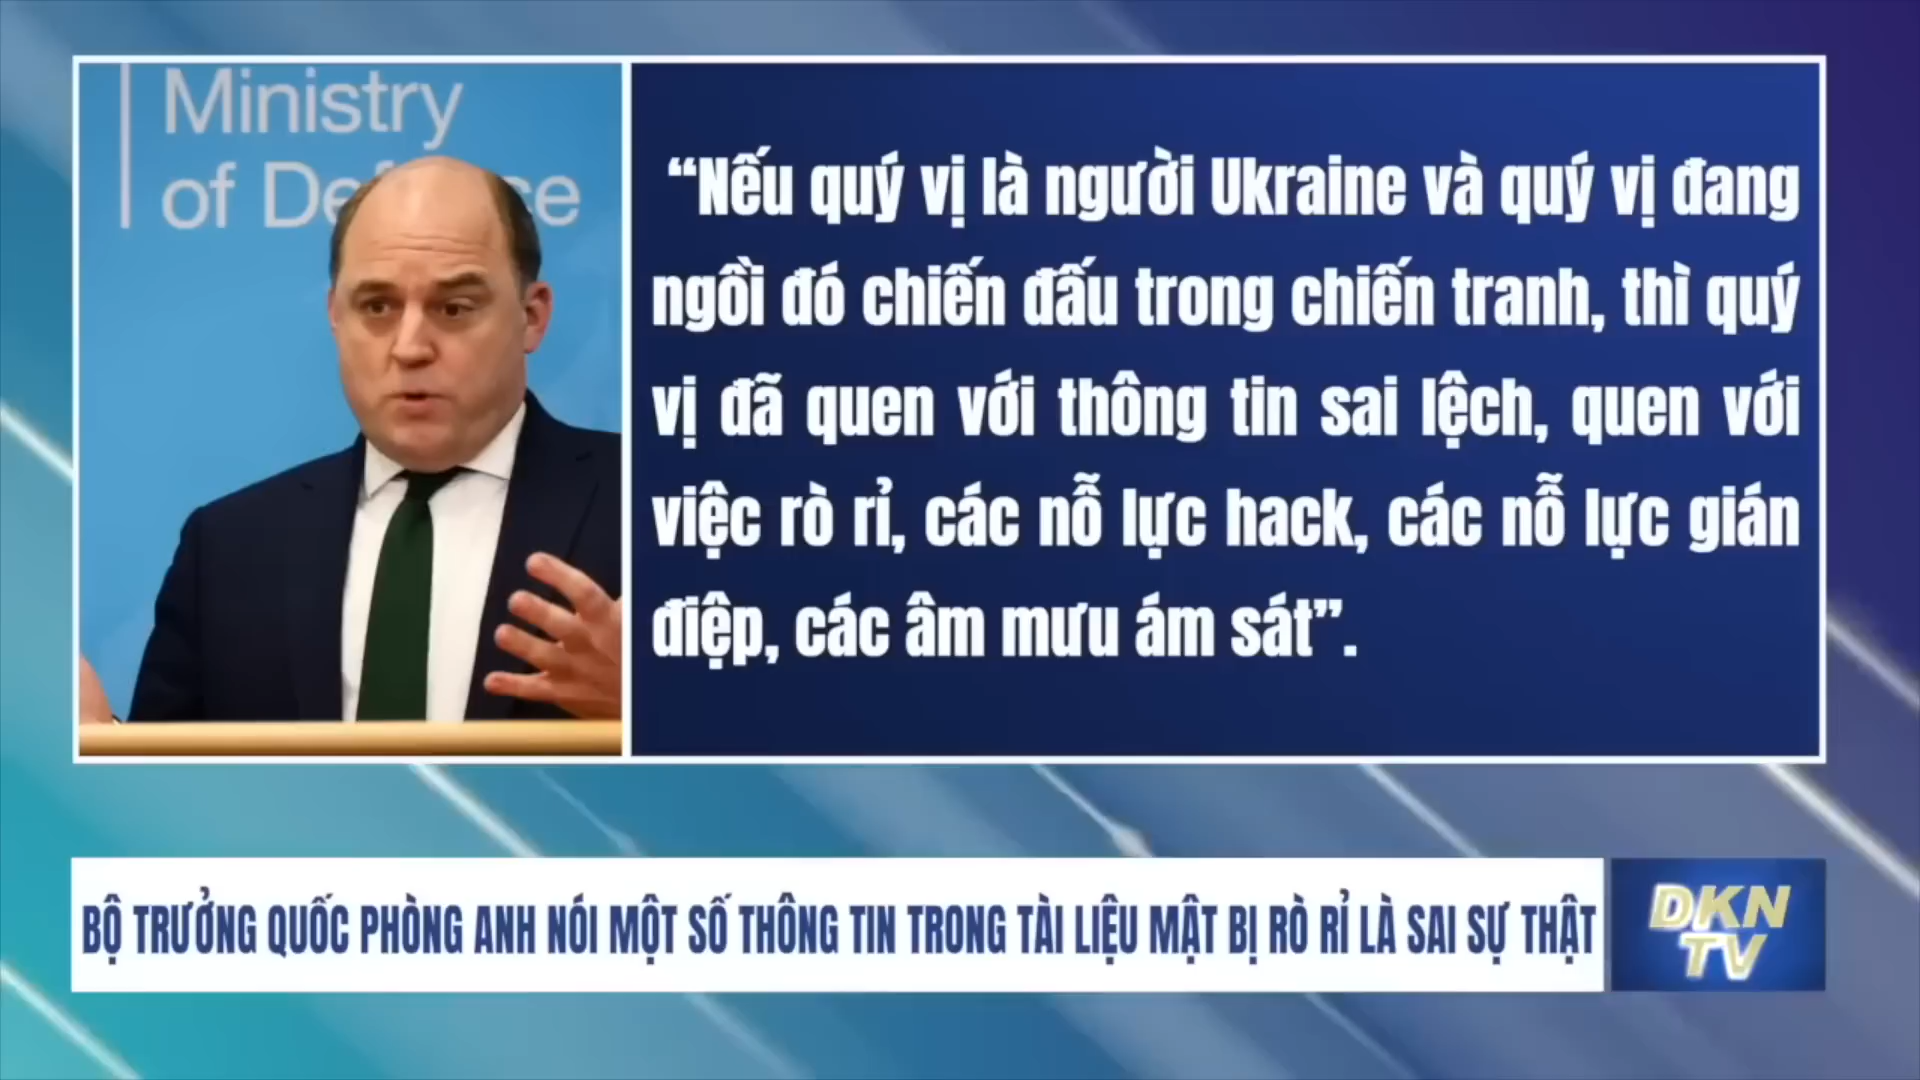 Ministry
of Defence
“Nếu quý vị là người Ukraine và quý vị đang
ngồi đó chiến đấu trong chiến tranh, thì quý
vị đã quen với thông tin sai lệch, quen với
việc rò rỉ, các nỗ lực hack, các nỗ lực gián
điệp, các âm mưu ám sát”.
BỘ TRƯỞNG QUỐC PHÒNG ANH NÓI MỘT SỐ THÔNG TIN TRONG TÀI LIỆU MẬT BỊ RÒ RỈ LÀ SAI SỰ THẬT
DKN
TV